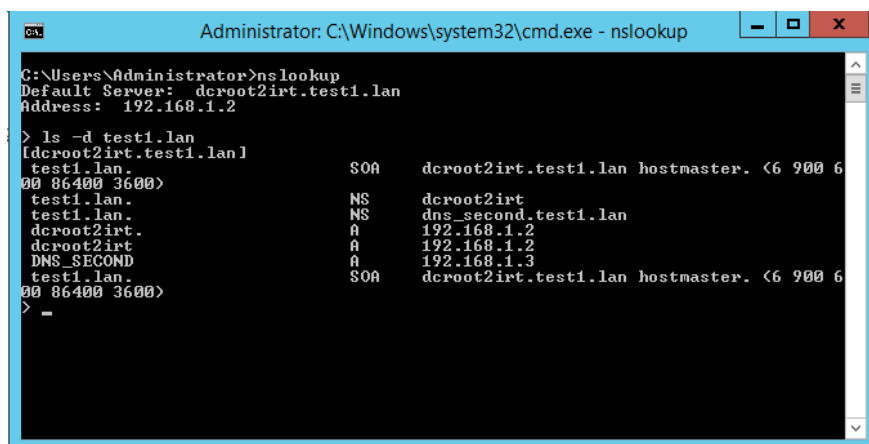 Administrator: C:\Windows\system32\cmd.exe - nslookup
C:\Users\Administrator>nslookup
Default Server:  dcroot2irt.test1.lan
Address:  192.168.1.2
> ls -d test1.lan
[dcroot2irt.test1.lan]
test1.lan.                     SOA    dcroot2irt.test1.lan hostmaster. (6 900 6
00 86400 3600)
test1.lan.                     NS     dcroot2irt
test1.lan.                     NS     dns_second.test1.lan
dcroot2irt.                    A      192.168.1.2
dcroot2irt                     A      192.168.1.2
DNS_SECOND                     A      192.168.1.3
test1.lan.                     SOA    dcroot2irt.test1.lan hostmaster. (6 900 6
00 86400 3600)
> _